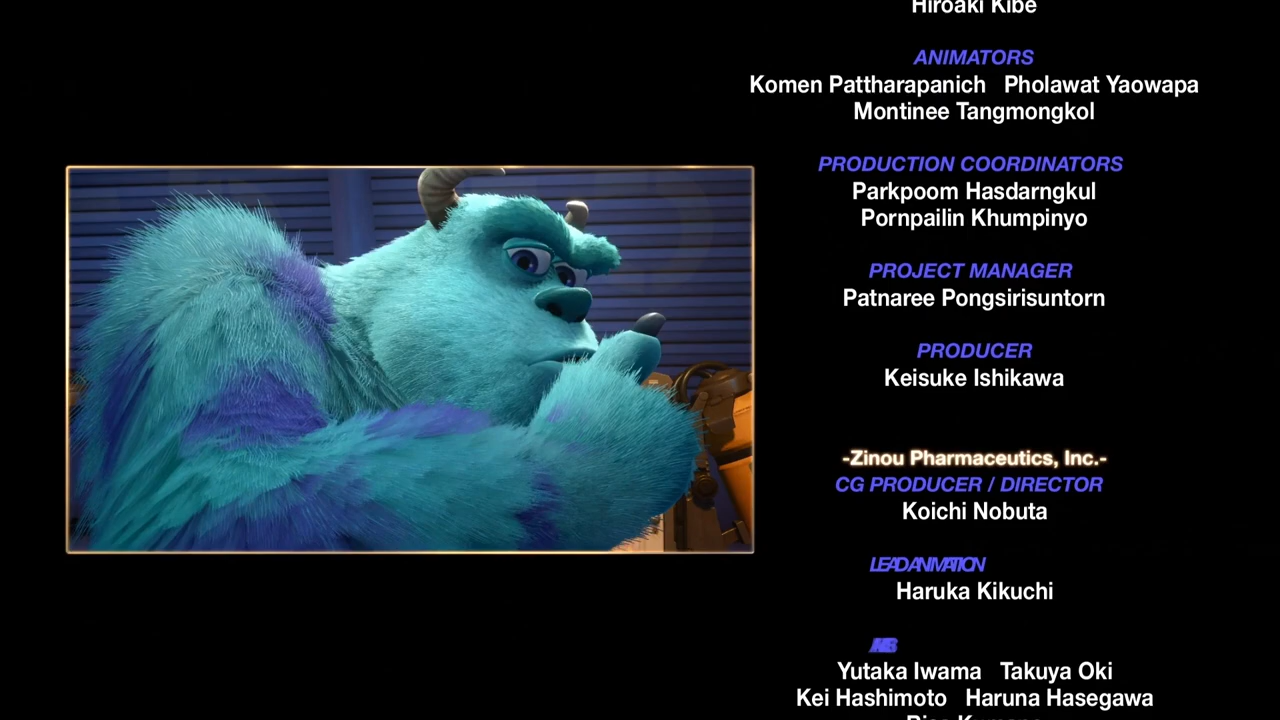 Hiroaki Kibe
ANIMATORS
Komen Pattharapanich Pholawat Yaowapa
Montinee Tangmongkol
PRODUCTION COORDINATORS
Parkpoom Hasdarngkul
Pornpailin Khumpinyo
PROJECT MANAGER
Patnaree Pongsirisuntorn
PRODUCER
Keisuke Ishikawa
-Zinou Pharmaceutics, Inc.-
CG PRODUCER / DIRECTOR
Koichi Nobuta
LEAD ANIMATION
Haruka Kikuchi
Yutaka Iwama Takuya Oki
Kei Hashimoto Haruna Hasegawa